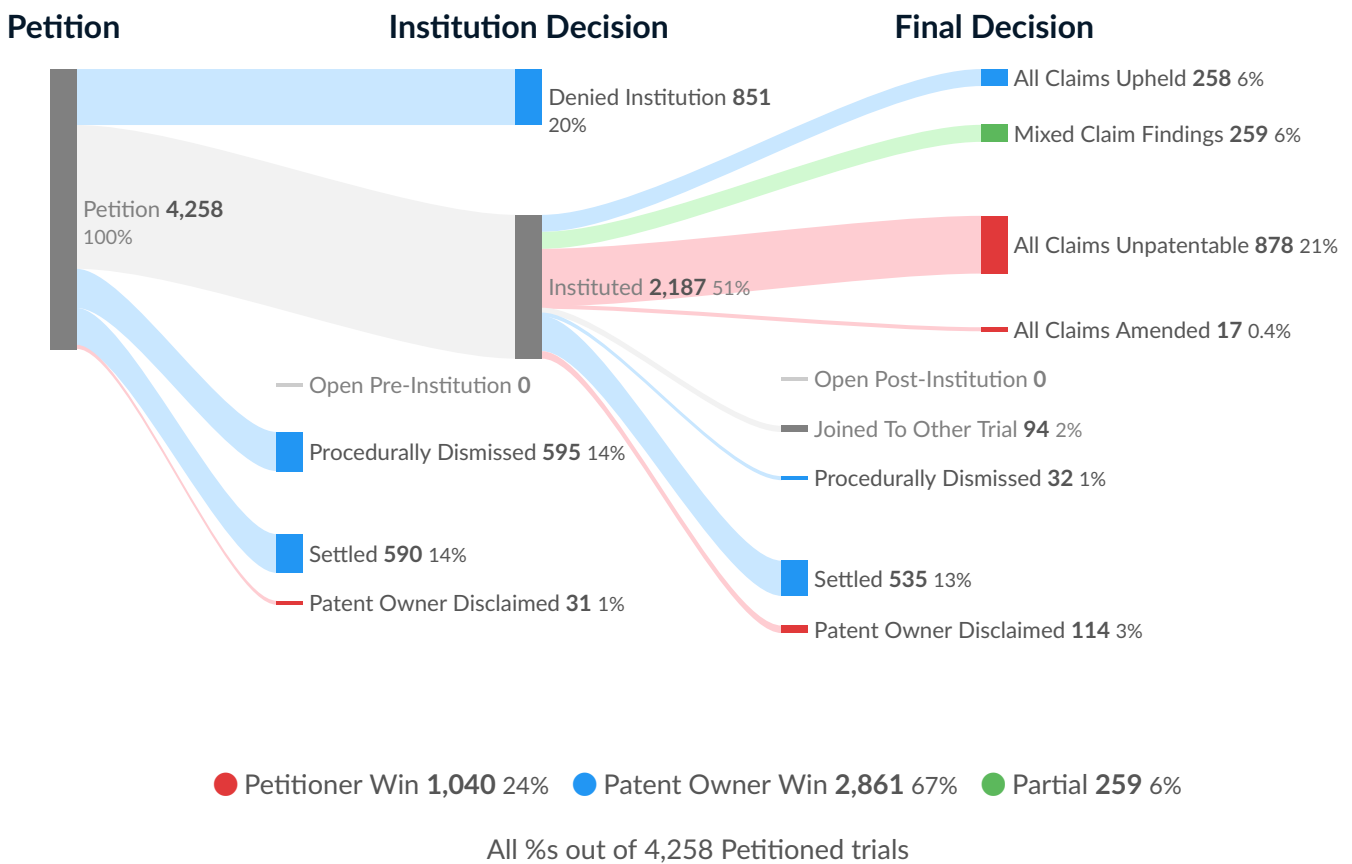 Petition
Institution Decision
Final Decision
Petition 4,258
100%
Denied Institution 851
20%
Instituted 2,187 51%
Open Pre-Institution 0
Procedurally Dismissed 595 14%
Settled 590 14%
Patent Owner Disclaimed 31 1%
All Claims Upheld 258 6%
Mixed Claim Findings 259 6%
All Claims Unpatentable 878 21%
All Claims Amended 17 0.4%
Open Post-Institution 0
Joined To Other Trial 94 2%
Procedurally Dismissed 32 1%
Settled 535 13%
Patent Owner Disclaimed 114 3%
Petitioner Win 1,040 24%
Patent Owner Win 2,861 67%
Partial 259 6%
All %s out of 4,258 Petitioned trials